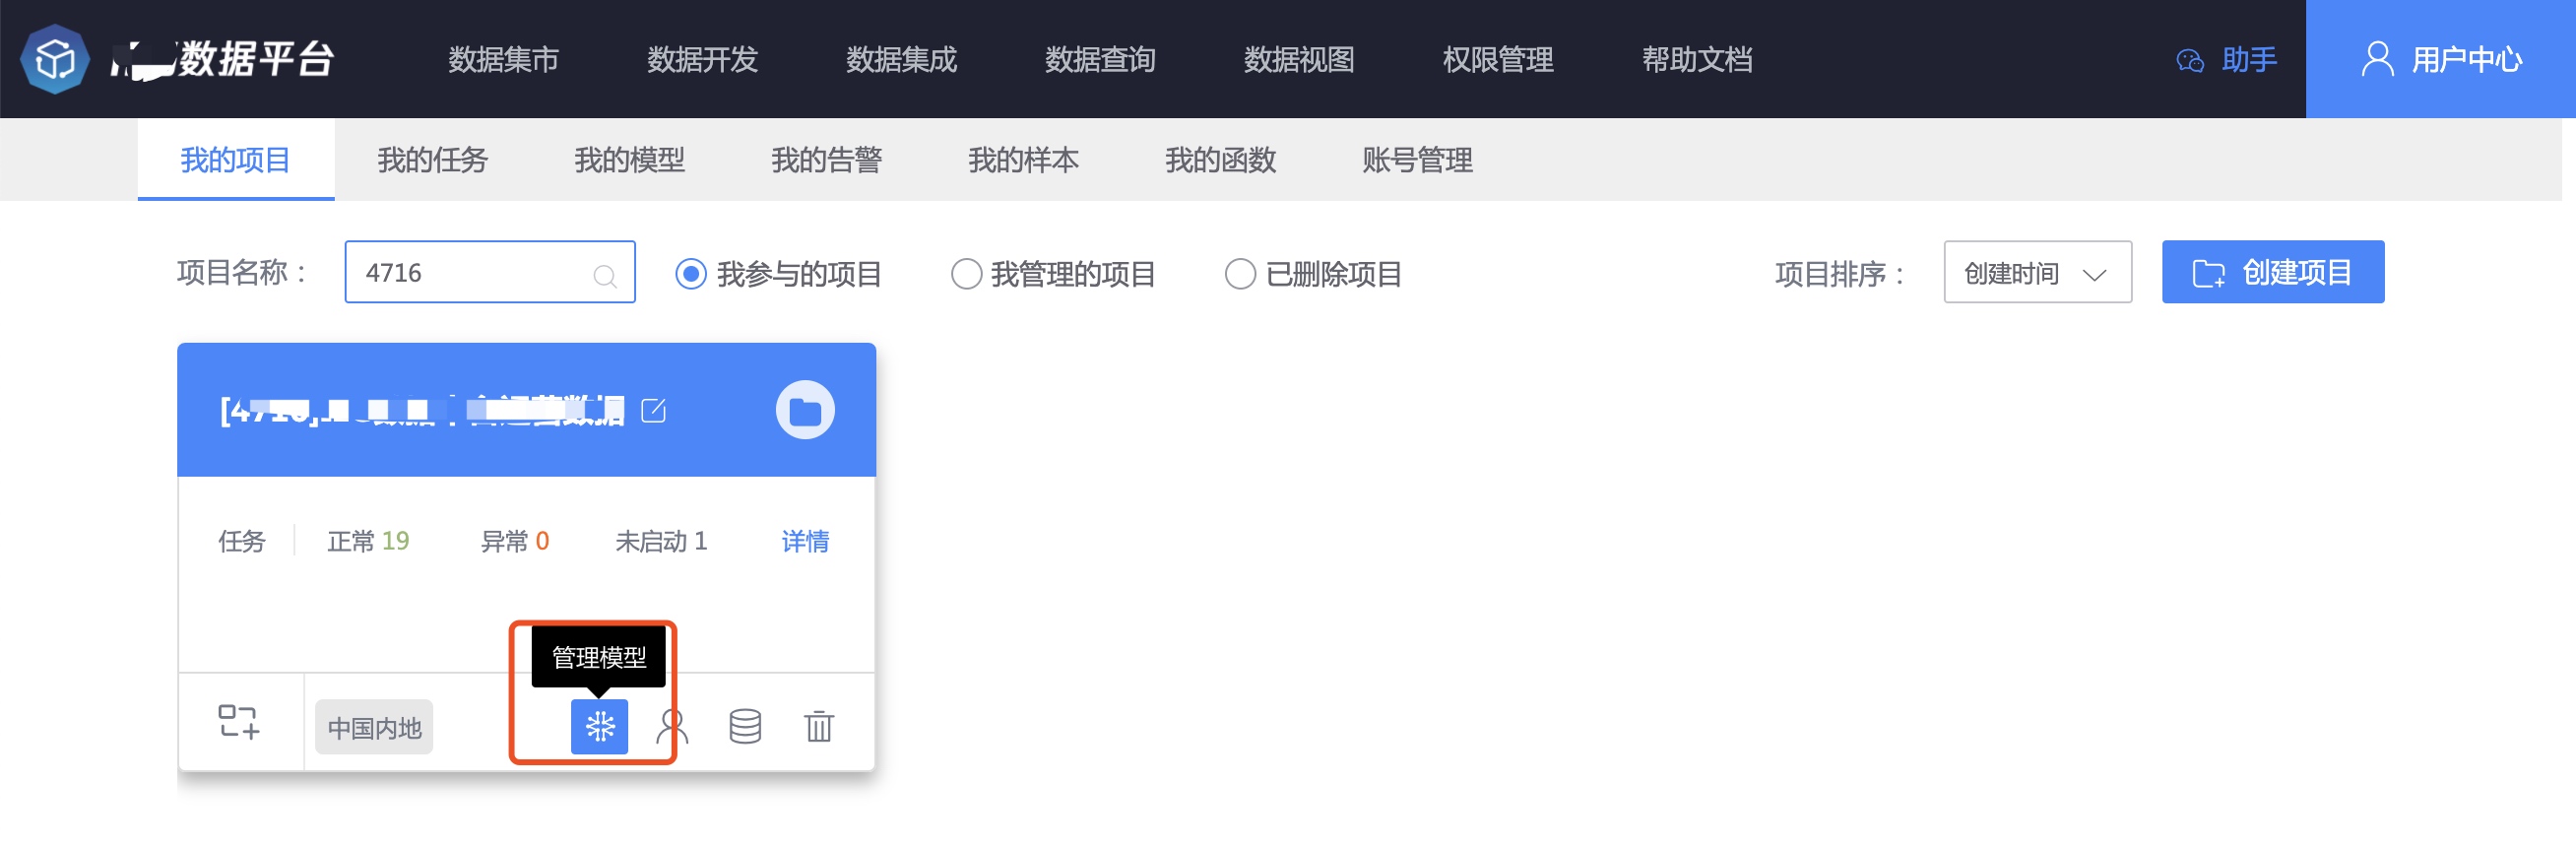 数据平台 数据集市 数据开发 数据集成 数据查询 数据视图 权限管理 帮助文档 助手 用户中心
我的项目 我的任务 我的模型 我的告警 我的样本 我的函数 账号管理
项目名称： 4716 我参与的项目 我管理的项目 已删除项目 项目排序： 创建时间 创建项目
任务 正常 19 异常 0 未启动 1 详情
管理模型
中国内地